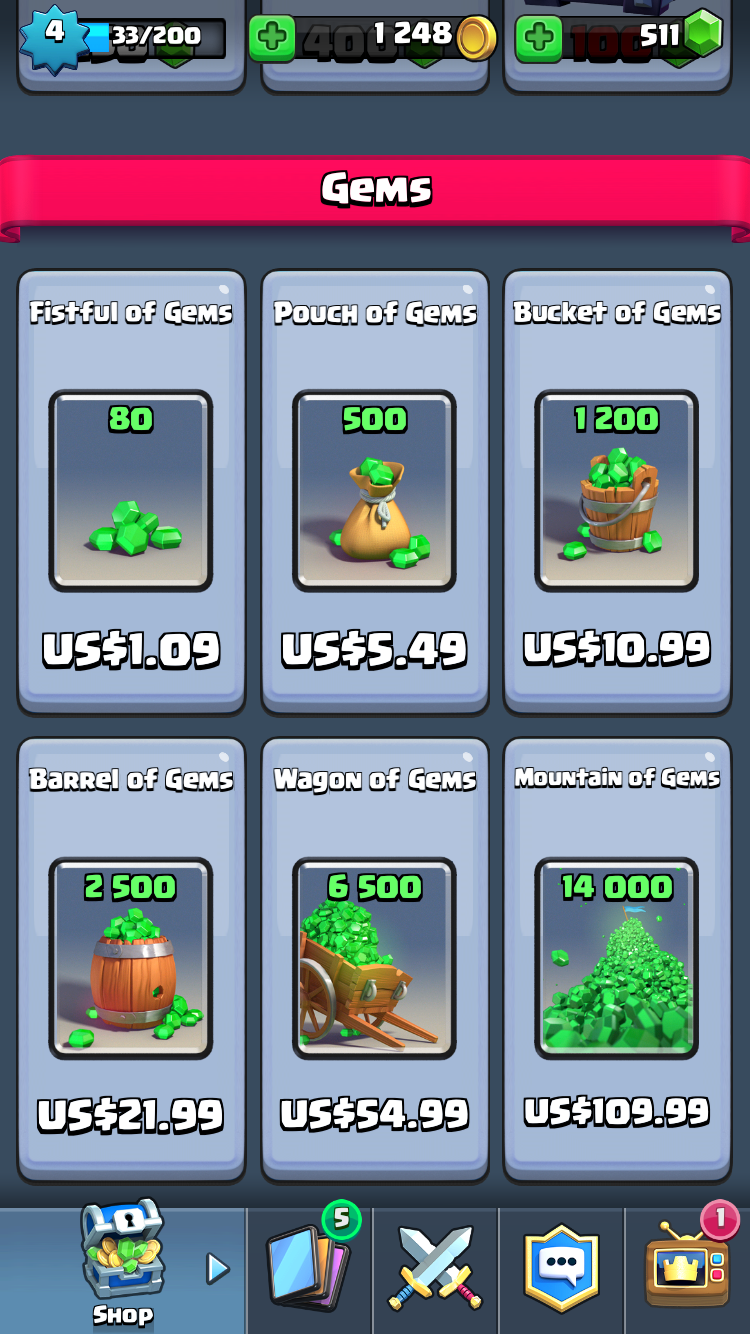 4
33/200
400
1 248
100
511
Gems
Fistful of Gems
Pouch of Gems
Bucket of Gems
80
500
1 200
US$1.09
US$5.49
US$10.99
Barrel of Gems
Wagon of Gems
Mountain of Gems
2 500
6 500
14 000
US$21.99
US$54.99
US$109.99
5
1
Shop